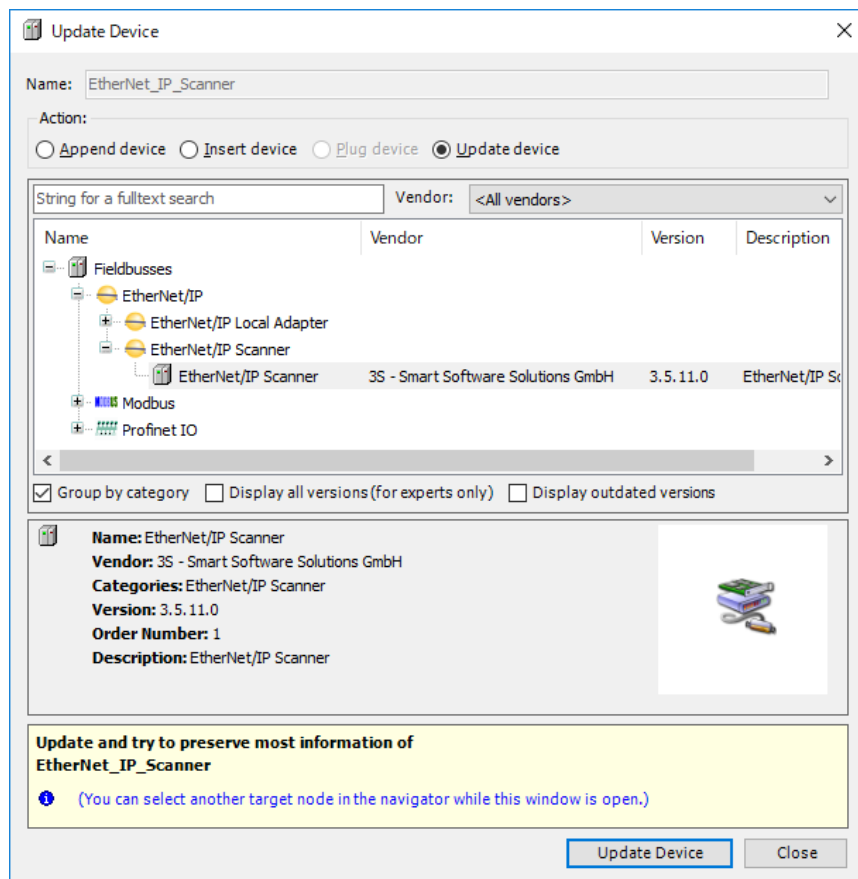 Update Device
Name: EtherNet_IP_Scanner
Action:
Append device Insert device Plug device Update device
String for a fulltext search Vendor: <All vendors>
Name Vendor Version Description
Fieldbusses
EtherNet/IP
EtherNet/IP Local Adapter
EtherNet/IP Scanner
EtherNet/IP Scanner 3S - Smart Software Solutions GmbH 3.5.11.0 EtherNet/IP Sc
Modbus
Profinet IO
Group by category Display all versions (for experts only) Display outdated versions
Name: EtherNet/IP Scanner
Vendor: 3S - Smart Software Solutions GmbH
Categories: EtherNet/IP Scanner
Version: 3.5.11.0
Order Number: 1
Description: EtherNet/IP Scanner
Update and try to preserve most information of
EtherNet_IP_Scanner
(You can select another target node in the navigator while this window is open.)
Update Device Close